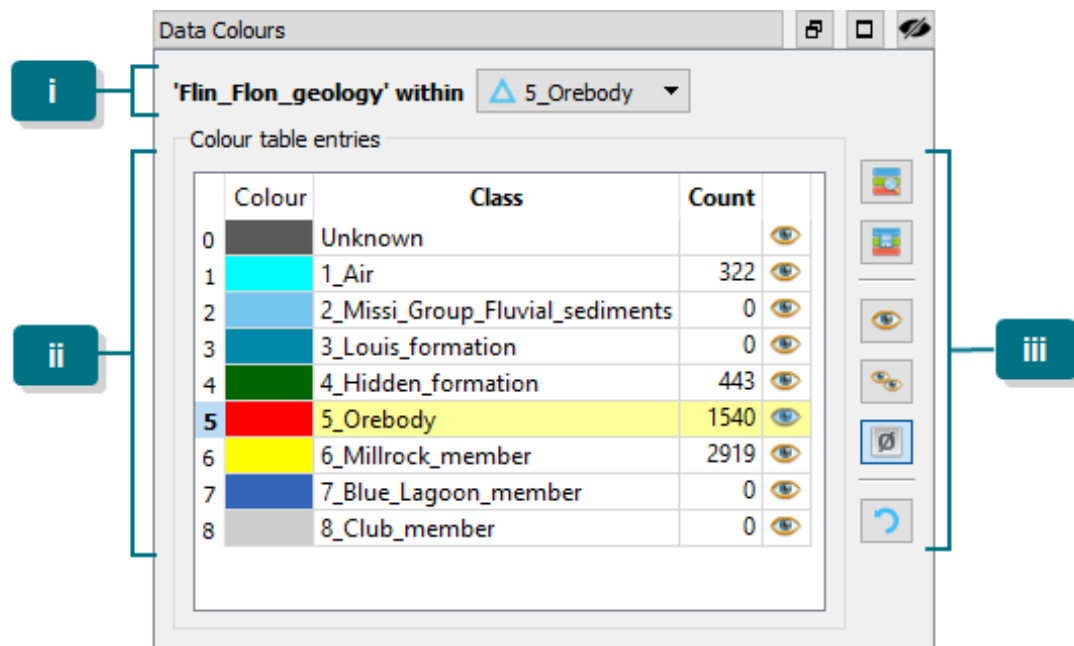 Data Colours
i
'Flin_Flon_geology' within 5_Orebody
Colour table entries
Colour Class Count
0 Unknown
1 1_Air 322
2 2_Missi_Group_Fluvial_sediments 0
3 3_Louis_formation 0
4 4_Hidden_formation 443
5 5_Orebody 1540
6 6_Millrock_member 2919
7 7_Blue_Lagoon_member 0
8 8_Club_member 0
ii
Ø
iii